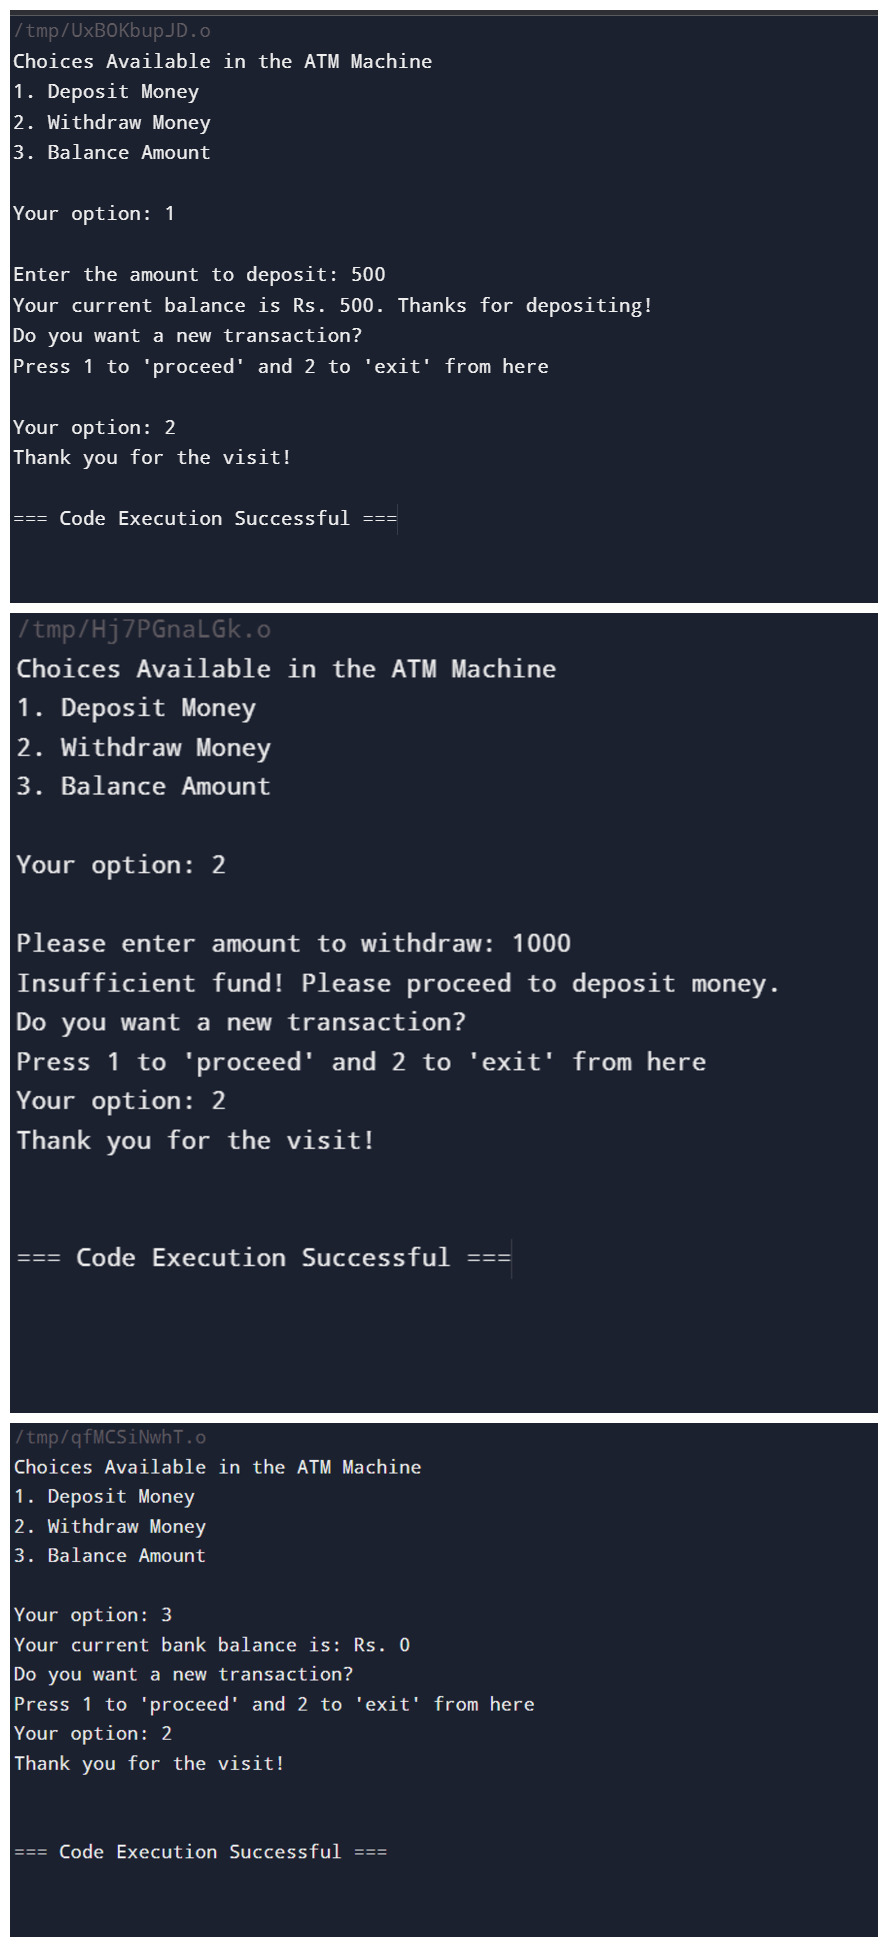 /tmp/UxBOKbupJD.o
Choices Available in the ATM Machine
1. Deposit Money
2. Withdraw Money
3. Balance Amount
Your option: 1
Enter the amount to deposit: 500
Your current balance is Rs. 500. Thanks for depositing!
Do you want a new transaction?
Press 1 to 'proceed' and 2 to 'exit' from here
Your option: 2
Thank you for the visit!
=== Code Execution Successful ===
/tmp/Hj7PGnaLGk.o
Choices Available in the ATM Machine
1. Deposit Money
2. Withdraw Money
3. Balance Amount
Your option: 2
Please enter amount to withdraw: 1000
Insufficient fund! Please proceed to deposit money.
Do you want a new transaction?
Press 1 to 'proceed' and 2 to 'exit' from here
Your option: 2
Thank you for the visit!
=== Code Execution Successful ===
/tmp/qfMCSiNwhT.o
Choices Available in the ATM Machine
1. Deposit Money
2. Withdraw Money
3. Balance Amount
Your option: 3
Your current bank balance is: Rs. 0
Do you want a new transaction?
Press 1 to 'proceed' and 2 to 'exit' from here
Your option: 2
Thank you for the visit!
=== Code Execution Successful ===